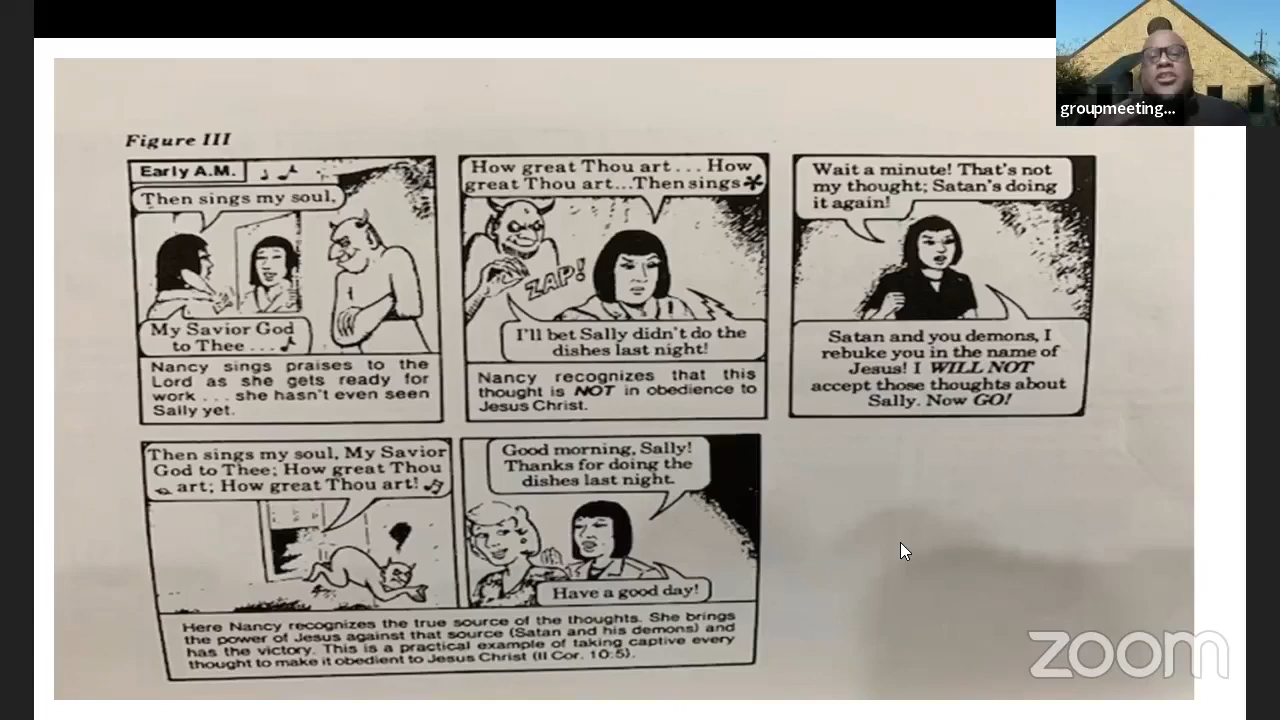 groupmeeting...
Figure III
Early A.M.
Then sings my soul,
My Savior God
to Thee...
Nancy sings praises to the
Lord as she gets ready for
work . . . she hasn't even seen
Sally yet.
How great Thou art... How
great Thou art...Then sings*
ZAP!
I'll bet Sally didn't do the
dishes last night!
Nancy recognizes that this
thought is NOT in obedience to
Jesus Christ.
Wait a minute! That's not
my thought; Satan's doing
it again!
Satan and you demons, I
rebuke you in the name of
Jesus! I WILL NOT
accept those thoughts about
Sally. Now GO!
Then sings my soul, My Savior
God to Thee; How great Thou
art; How great Thou art!
Good morning, Sally!
Thanks for doing the
dishes last night.
Have a good day!
Here Nancy recognizes the true source of the thoughts. She brings
the power of Jesus against that source (Satan and his demons) and
has the victory. This is a practical example of taking captive every
thought to make it obedient to Jesus Christ (II Cor. 10:5).
zoom